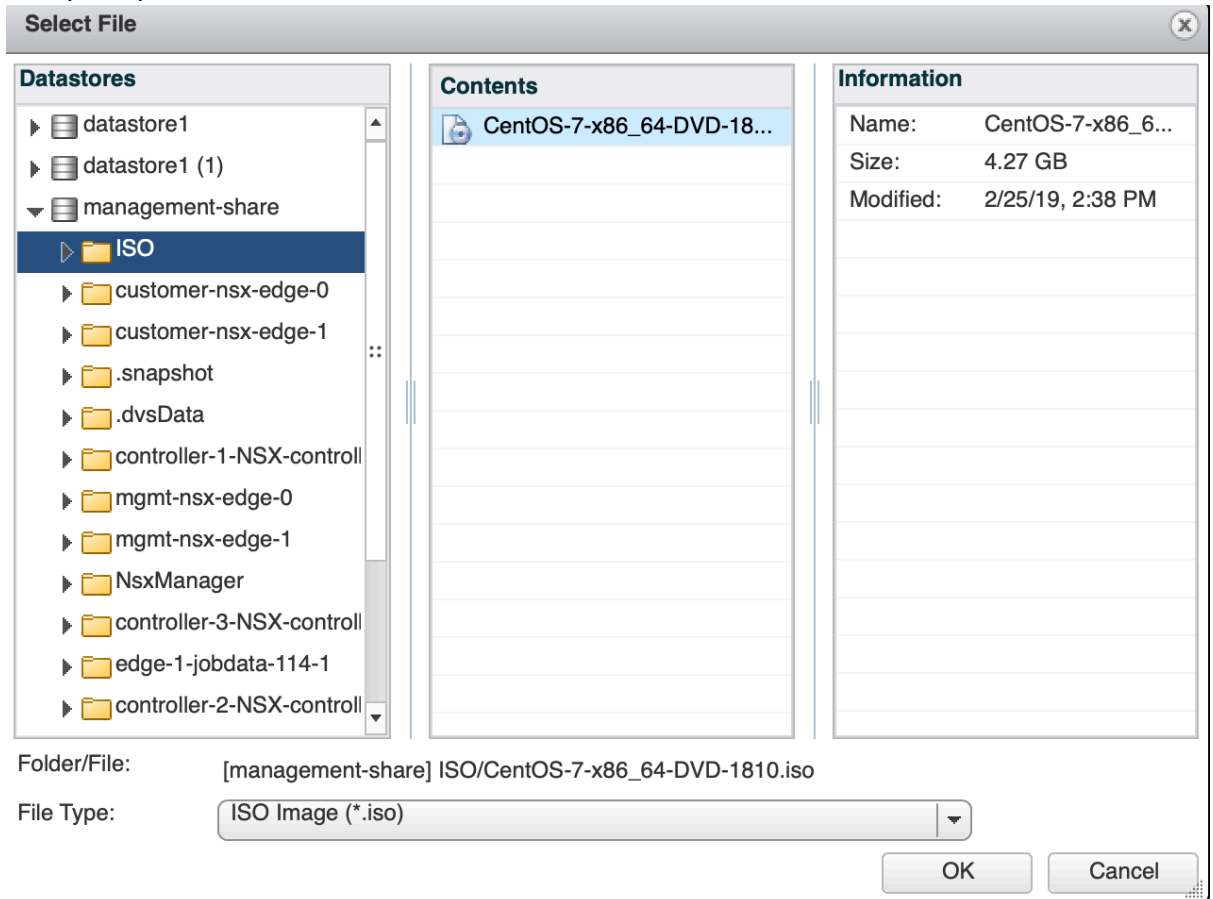 Select File
Datastores
datastore1
datastore1 (1)
management-share
ISO
customer-nsx-edge-0
customer-nsx-edge-1
.snapshot
.dvsData
controller-1-NSX-controll
mgmt-nsx-edge-0
mgmt-nsx-edge-1
NsxManager
controller-3-NSX-controll
edge-1-jobdata-114-1
controller-2-NSX-controll
Contents
CentOS-7-x86_64-DVD-18...
Information
Name: CentOS-7-x86_6...
Size: 4.27 GB
Modified: 2/25/19, 2:38 PM
Folder/File: [management-share] ISO/CentOS-7-x86_64-DVD-1810.iso
File Type: ISO Image (*.iso)
OK Cancel